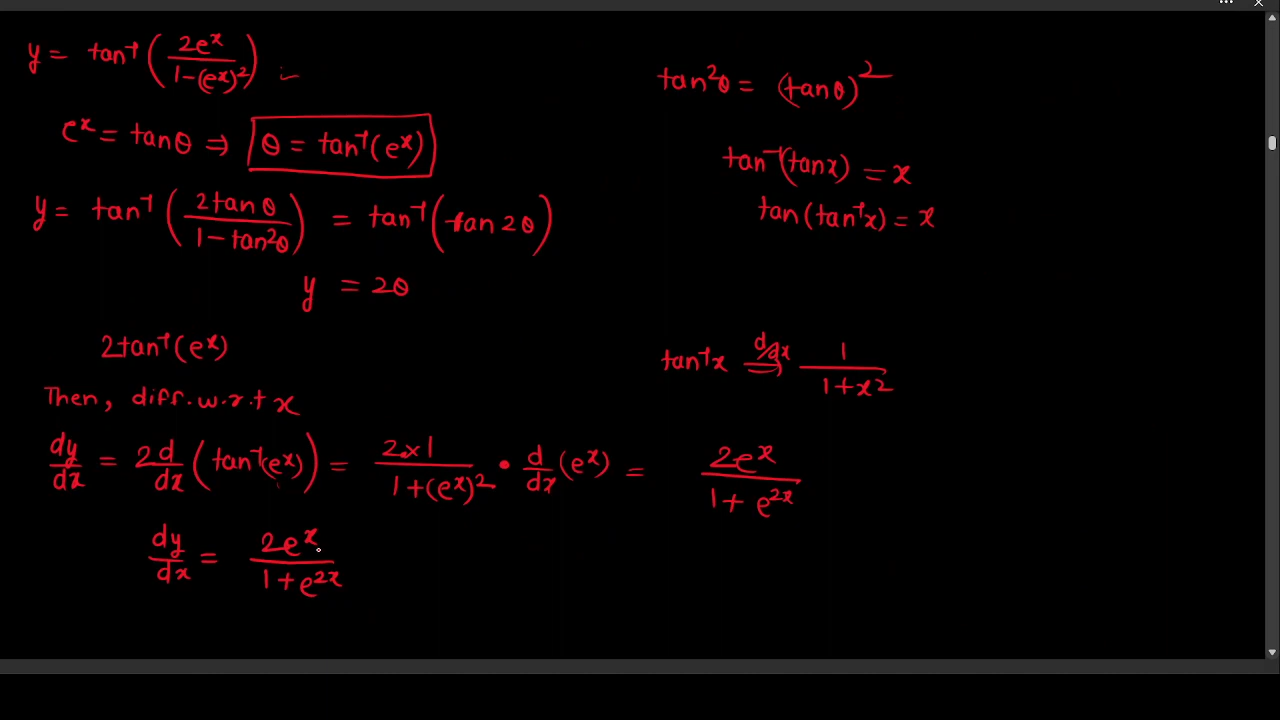 y = tan⁻¹(2eˣ / 1-(eˣ)²)
eˣ = tanθ ⇒ θ = tan⁻¹(eˣ)
y = tan⁻¹(2tanθ / 1-tan²θ) = tan⁻¹(tan2θ)
y = 2θ
2tan⁻¹(eˣ)
Then, diff.w.r.t x
dy/dx = 2d/dx (tan⁻¹(eˣ)) = 2×1 / 1+(eˣ)² • d/dx (eˣ) = 2eˣ / 1+e²ˣ
dy/dx = 2eˣ / 1+e²ˣ
tan²θ = (tanθ)²
tan⁻¹(tanx) = x
tan(tan⁻¹x) = x
tan⁻¹x d/dx 1 / 1+x²